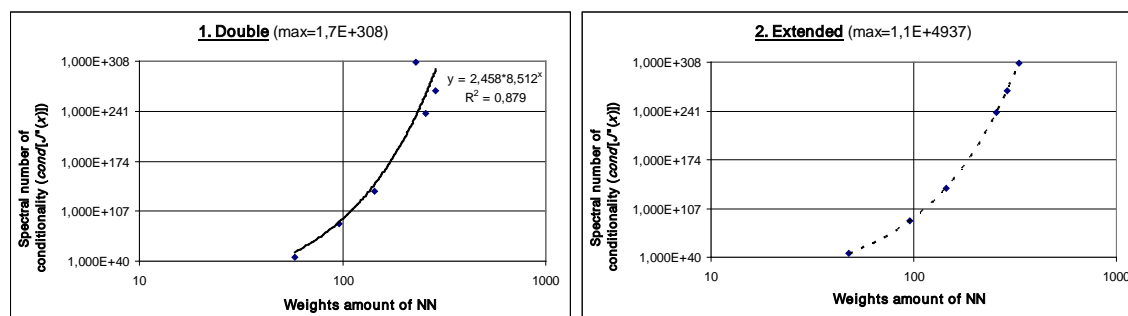 1. Double (max=1,7E+308)
1,000E+308
1,000E+241
1,000E+174
1,000E+107
1,000E+40
Spectral number of
conditionality (cond[J"(x)])
y = 2,458*8,512^x
R² = 0,879
10
100
1000
Weights amount of NN
2. Extended (max=1,1E+4937)
1,000E+308
1,000E+241
1,000E+174
1,000E+107
1,000E+40
Spectral number of
conditionality (cond[J"(x)])
10
100
1000
Weights amount of NN